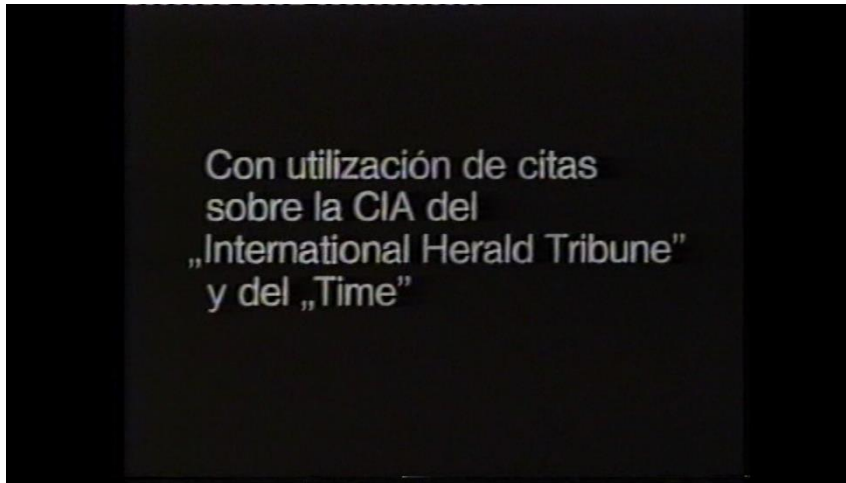 Con utilización de citas
sobre la CIA del
„International Herald Tribune”
y del „Time”